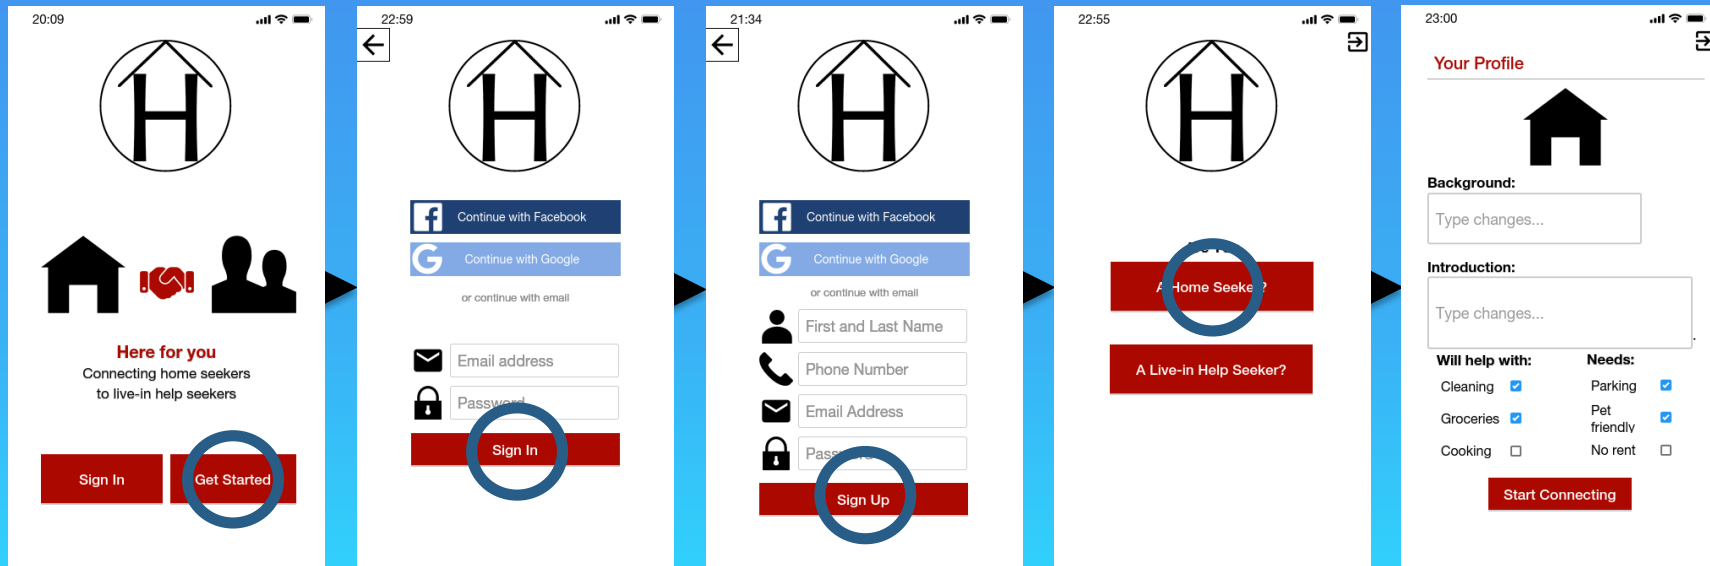 20:09
Here for you
Connecting home seekers
to live-in help seekers
Sign In
Get Started
22:59
H
Continue with Facebook
Continue with Google
or continue with email
Email address
Password
Sign In
21:34
H
Continue with Facebook
Continue with Google
or continue with email
First and Last Name
Phone Number
Email Address
Password
Sign Up
22:55
H
A Home Seeker?
A Live-in Help Seeker?
23:00
Your Profile
Background:
Type changes...
Introduction:
Type changes...
.
Will help with:
Needs:
Cleaning
Parking
Groceries
Pet
friendly
Cooking
No rent
Start Connecting